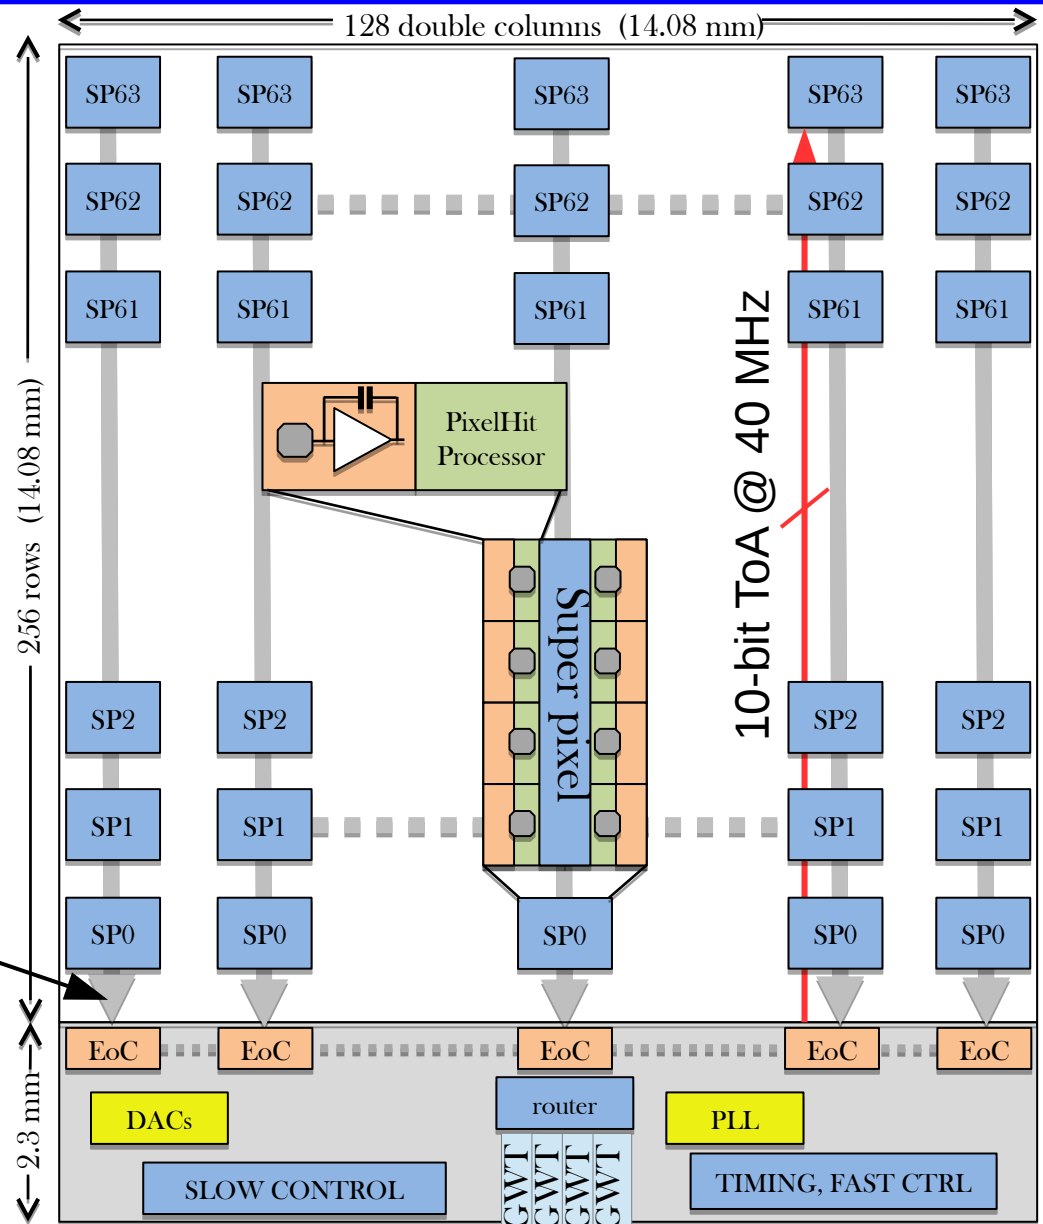 128 double columns (14.08 mm)
256 rows (14.08 mm)
2.3 mm
SP63 SP63 SP63 SP63 SP63
SP62 SP62 SP62 SP62 SP62
SP61 SP61 SP61 SP61 SP61
PixelHit
Processor
10-bit ToA @ 40 MHz
Super pixel
SP2 SP2 SP2 SP2
SP1 SP1 SP1 SP1
SP0 SP0 SP0 SP0 SP0
EoC EoC EoC EoC EoC
DACs
router
PLL
GWT GWT GWT GWT
SLOW CONTROL
TIMING, FAST CTRL